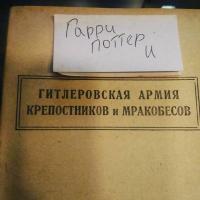 Гарри
поттер
и
ГИТЛЕРОВСКАЯ АРМИЯ
КРЕПОСТНИКОВ и МРАКОБЕСОВ